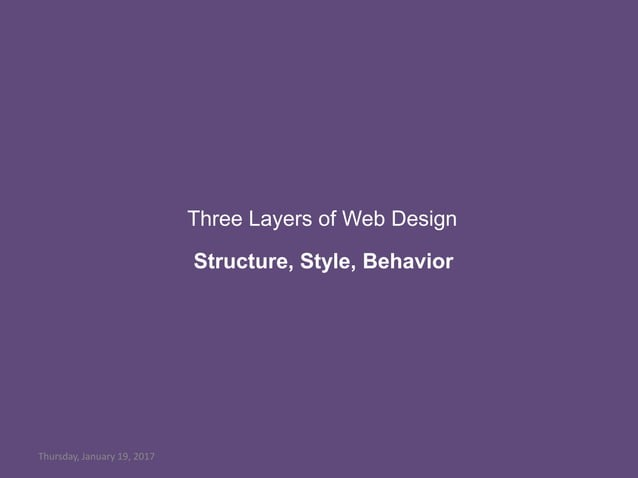 Three Layers of Web Design
Structure, Style, Behavior
Thursday, January 19, 2017